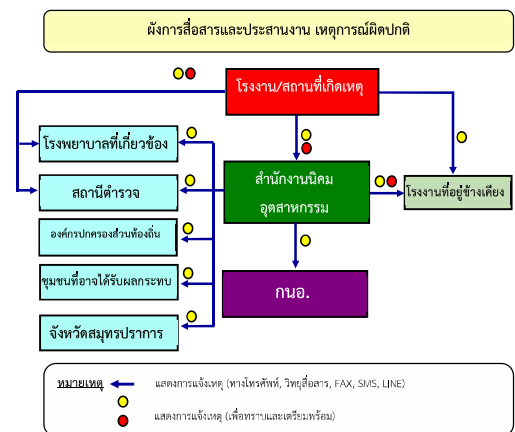 ผังการสื่อสารและประสานงาน เหตุการณ์ผิดปกติ
โรงงาน/สถานที่เกิดเหตุ
โรงพยาบาลที่เกี่ยวข้อง
สถานีตำรวจ
สำนักงานนิคม
อุตสาหกรรม
โรงงานที่อยู่ข้างเคียง
องค์กรปกครองส่วนท้องถิ่น
ชุมชนที่อาจได้รับผลกระทบ
กนอ.
จังหวัดสมุทรปราการ
หมายเหตุ แสดงการแจ้งเหตุ (ทางโทรศัพท์, วิทยุสื่อสาร, FAX, SMS, LINE)
แสดงการแจ้งเหตุ (เพื่อทราบและเตรียมพร้อม)